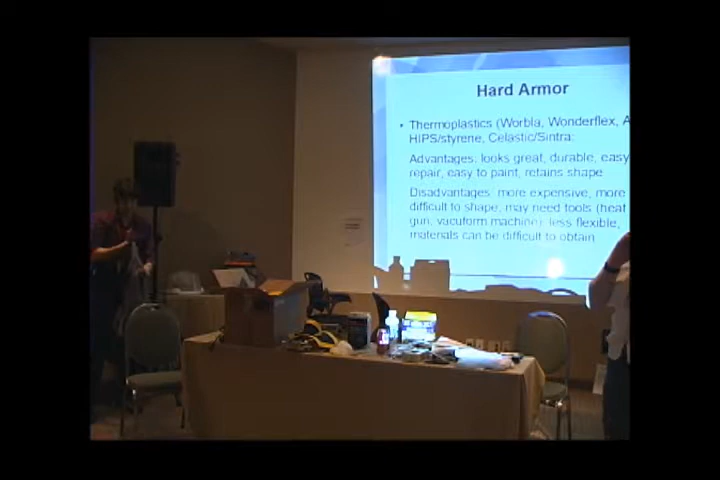 Hard Armor
• Thermoplastics (Worbla, Wonderflex, A
HIPS/styrene, Celastic/Sintra;
Advantages: looks great, durable, easy
repair, easy to paint, retains shape
Disadvantages: more expensive, more
difficult to shape, may need tools (heat
gun, vacuform machine), less flexible,
materials can be difficult to obtain